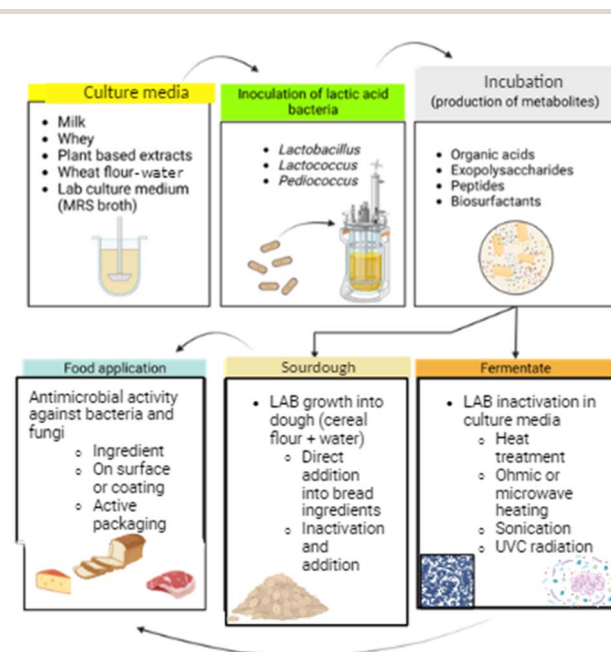 Culture media
• Milk
• Whey
• Plant based extracts
• Wheat flour-water
• Lab culture medium
(MRS broth)
Inoculation of lactic acid
bacteria
• Lactobacillus
• Lactococcus
• Pediococcus
Incubation
(production of metabolites)
• Organic acids
• Exopolysaccharides
• Peptides
• Biosurfactants
Food application
Antimicrobial activity
against bacteria and
fungi
◦ Ingredient
◦ On surface
or coating
◦ Active
packaging
Sourdough
• LAB growth into
dough (cereal
flour + water)
◦ Direct
addition
into bread
ingredients
◦ Inactivation
and
addition
Fermentate
• LAB inactivation in
culture media
◦ Heat
treatment
◦ Ohmic or
microwave
heating
◦ Sonication
◦ UVC radiation